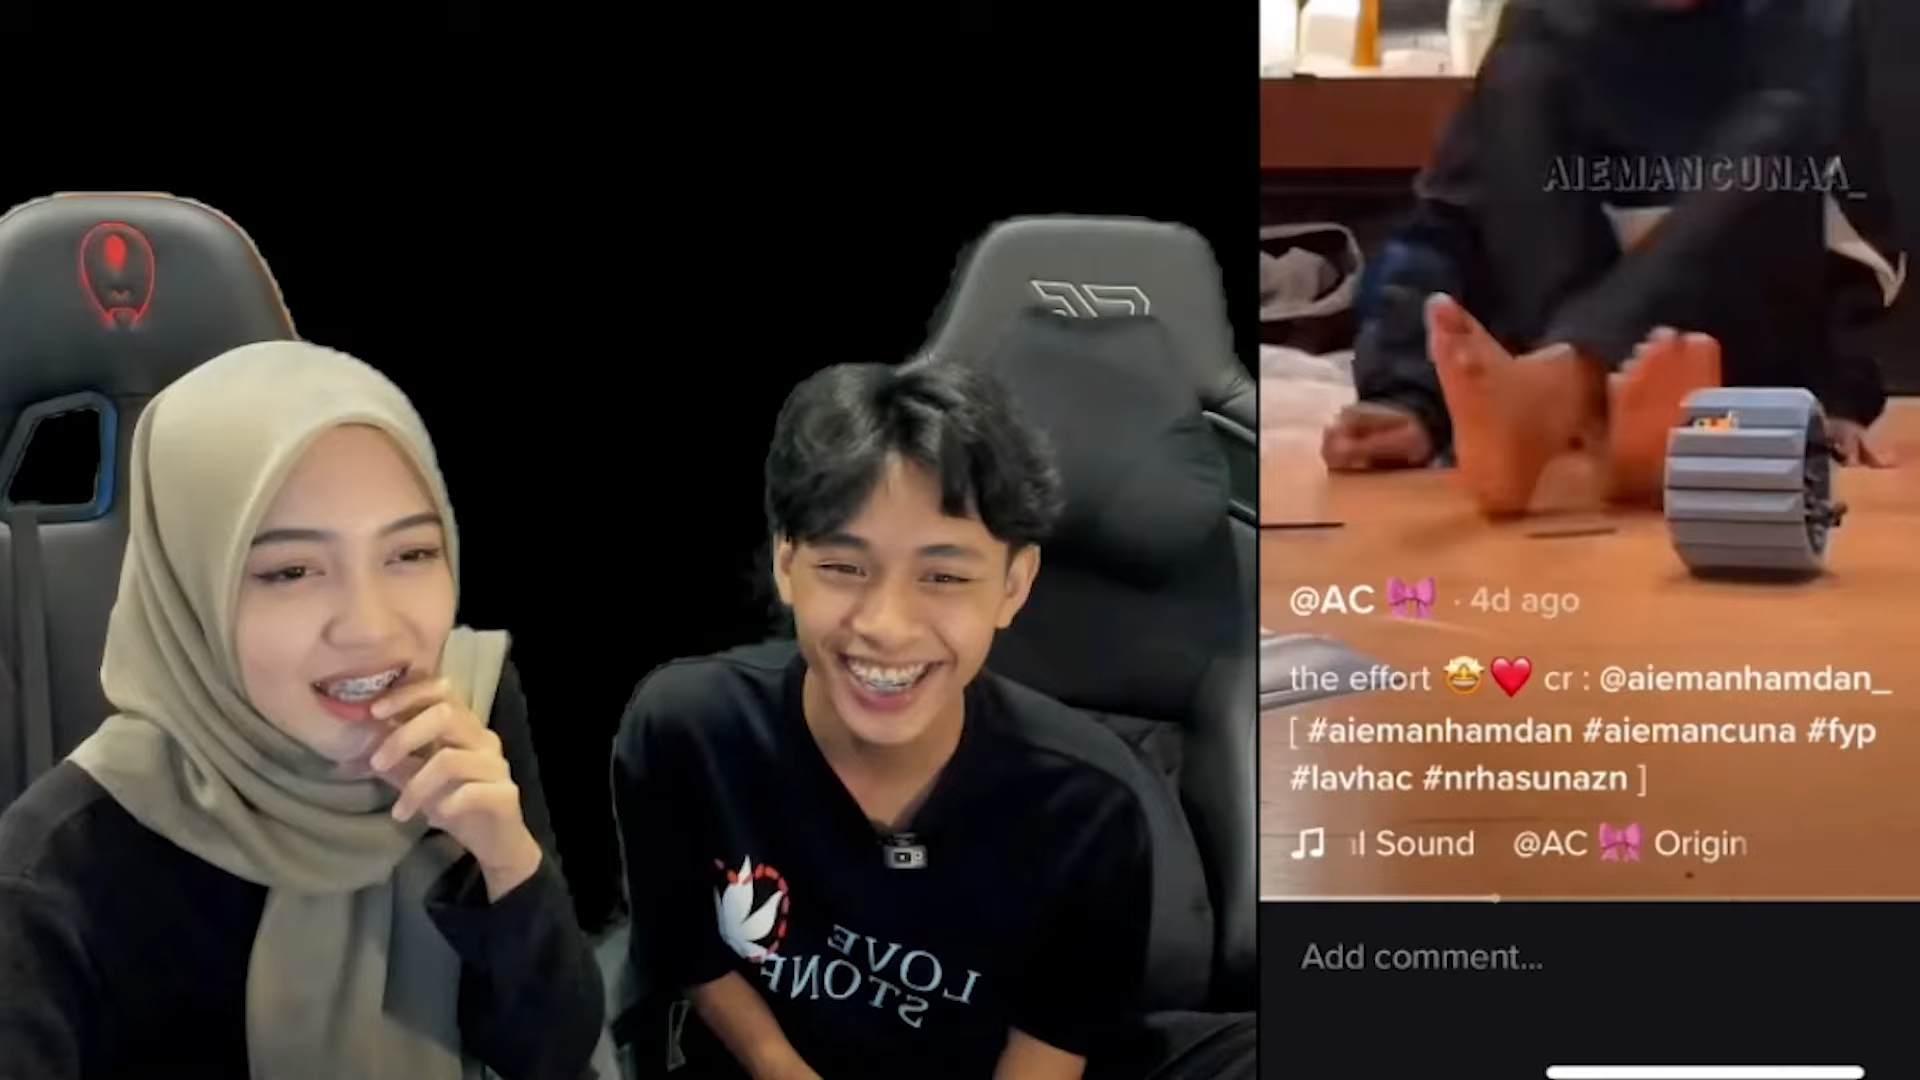 AIEMANCUNAA_
@AC 🎀 · 4d ago
the effort 🤩❤️ cr : @aiemanhamdan_
[ #aiemanhamdan #aiemancuna #fyp
#lavhac #nrhasunazn ]
l Sound @AC 🎀 Origin
Add comment...
LOVE
STONE